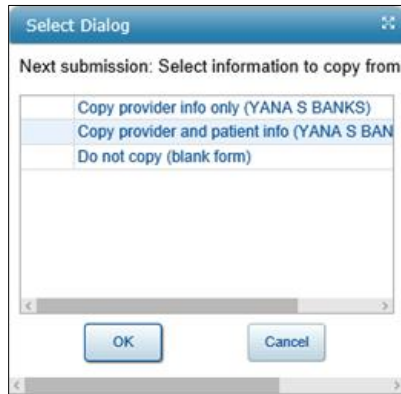 Select Dialog
Next submission: Select information to copy from
Copy provider info only (YANA S BANKS)
Copy provider and patient info (YANA S BAN
Do not copy (blank form)
OK Cancel